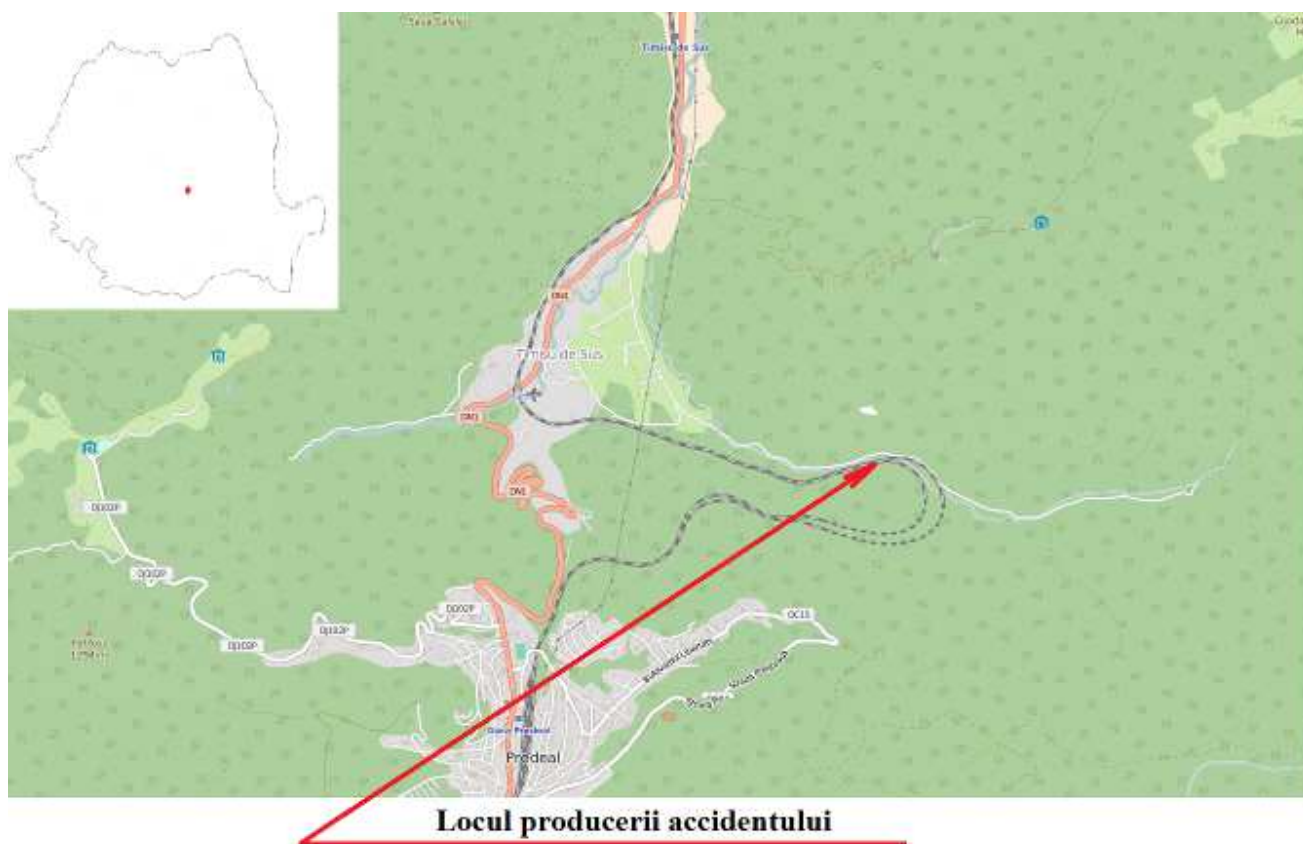 Timișu de Sus
DN1
Timișu de Sus
DN1
DJ102P
DN1
DJ102P
DJ102P
DJ102P
DJ102P
DC13
Gara Predeal
Predeal
Locul producerii accidentului